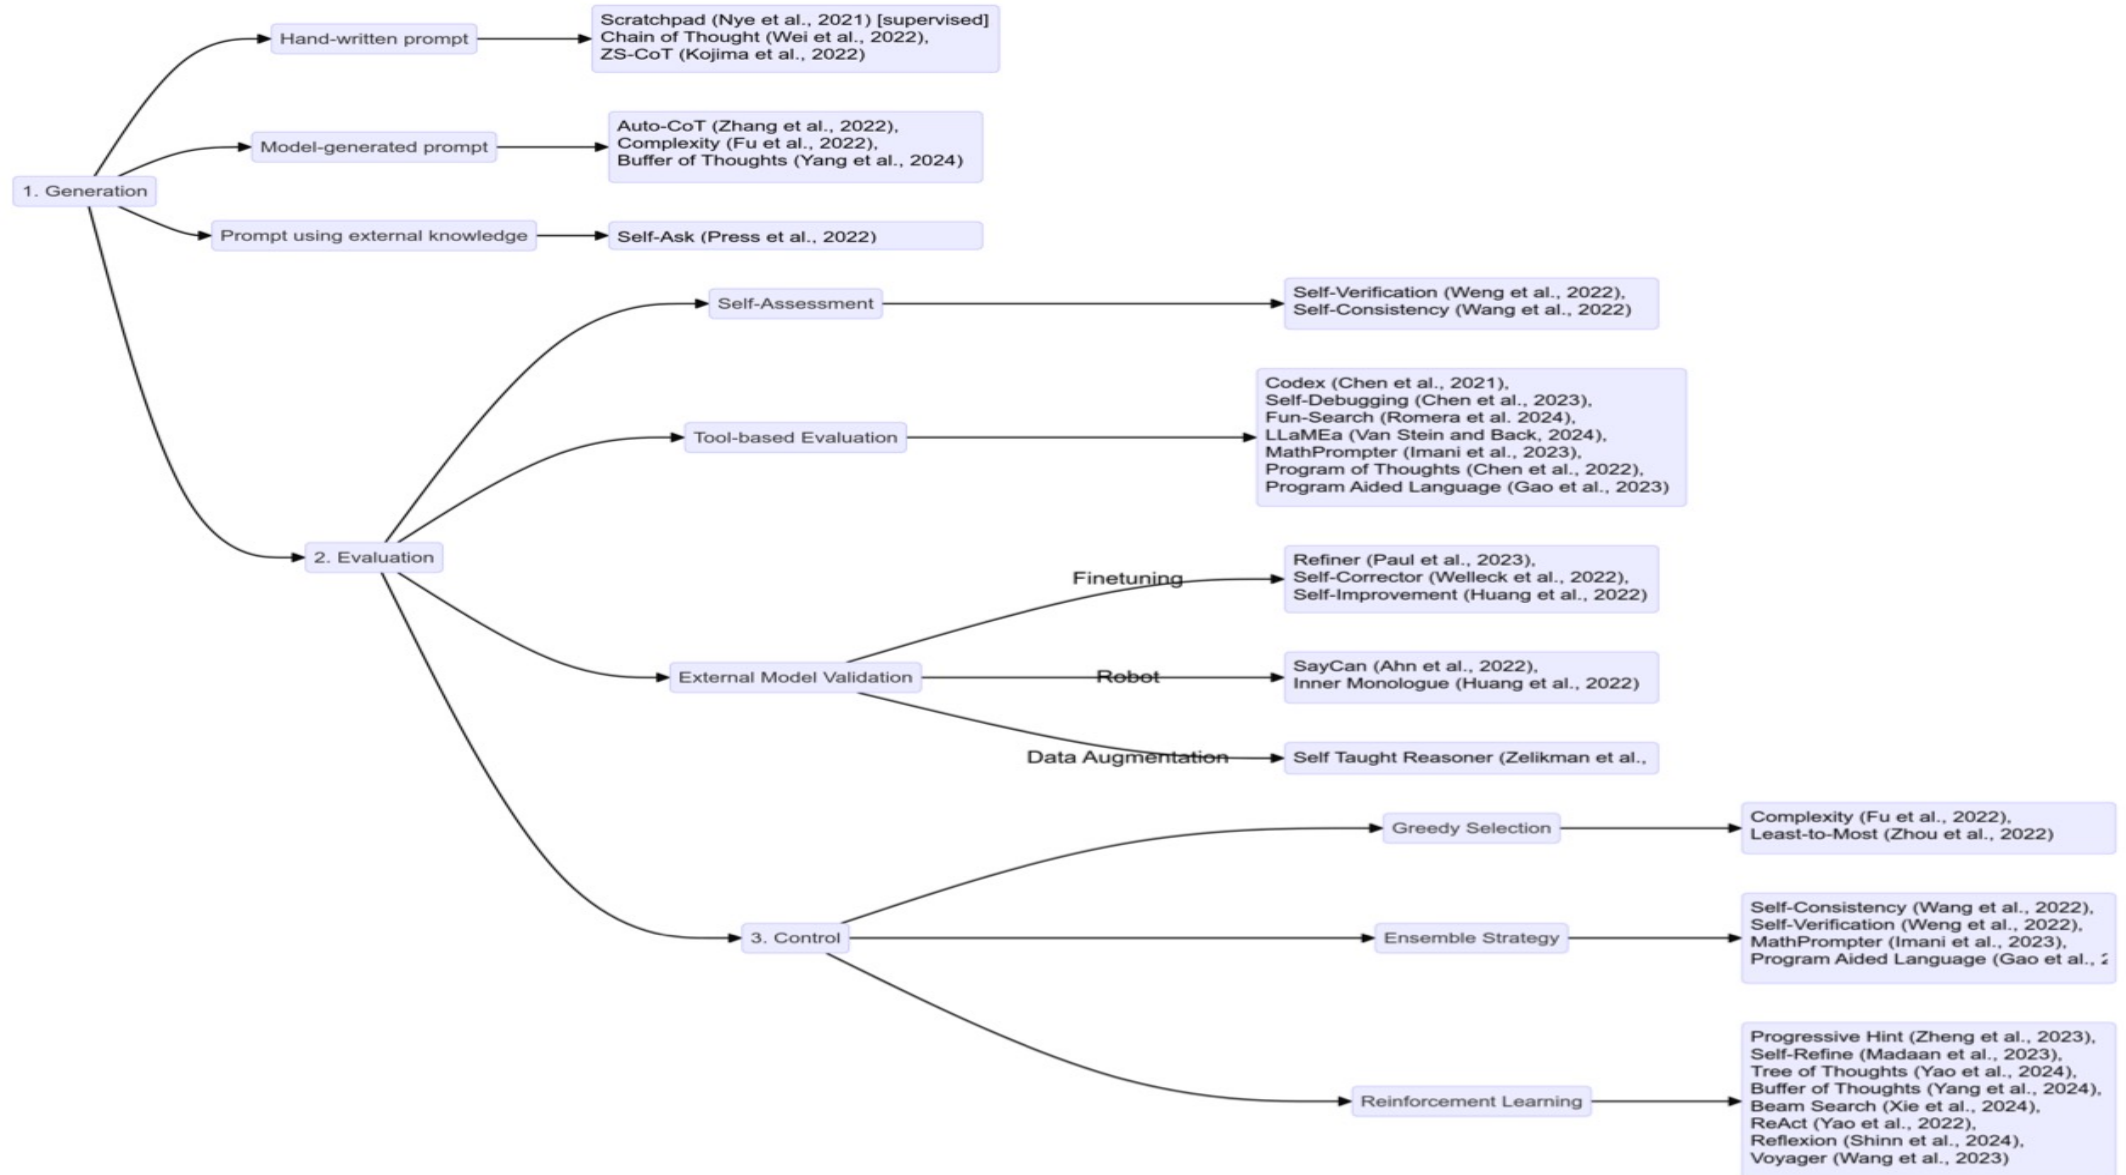 Hand-written prompt
Scratchpad (Nye et al., 2021) [supervised]
Chain of Thought (Wei et al., 2022),
ZS-CoT (Kojima et al., 2022)
Model-generated prompt
Auto-CoT (Zhang et al., 2022),
Complexity (Fu et al., 2022),
Buffer of Thoughts (Yang et al., 2024)
1. Generation
Prompt using external knowledge
Self-Ask (Press et al., 2022)
Self-Assessment
Self-Verification (Weng et al., 2022),
Self-Consistency (Wang et al., 2022)
Tool-based Evaluation
Codex (Chen et al., 2021),
Self-Debugging (Chen et al., 2023),
Fun-Search (Romera et al. 2024),
LLaMEa (Van Stein and Back, 2024),
MathPrompter (Imani et al., 2023),
Program of Thoughts (Chen et al., 2022),
Program Aided Language (Gao et al., 2023)
2. Evaluation
Finetuning
Refiner (Paul et al., 2023),
Self-Corrector (Welleck et al., 2022),
Self-Improvement (Huang et al., 2022)
External Model Validation
Robot
SayCan (Ahn et al., 2022),
Inner Monologue (Huang et al., 2022)
Data Augmentation
Self Taught Reasoner (Zelikman et al.,
Greedy Selection
Complexity (Fu et al., 2022),
Least-to-Most (Zhou et al., 2022)
3. Control
Ensemble Strategy
Self-Consistency (Wang et al., 2022),
Self-Verification (Weng et al., 2022),
MathPrompter (Imani et al., 2023),
Program Aided Language (Gao et al.,
Reinforcement Learning
Progressive Hint (Zheng et al., 2023),
Self-Refine (Madaan et al., 2023),
Tree of Thoughts (Yao et al., 2024),
Buffer of Thoughts (Yang et al., 2024),
Beam Search (Xie et al., 2024),
ReAct (Yao et al., 2022),
Reflexion (Shinn et al., 2024),
Voyager (Wang et al., 2023)